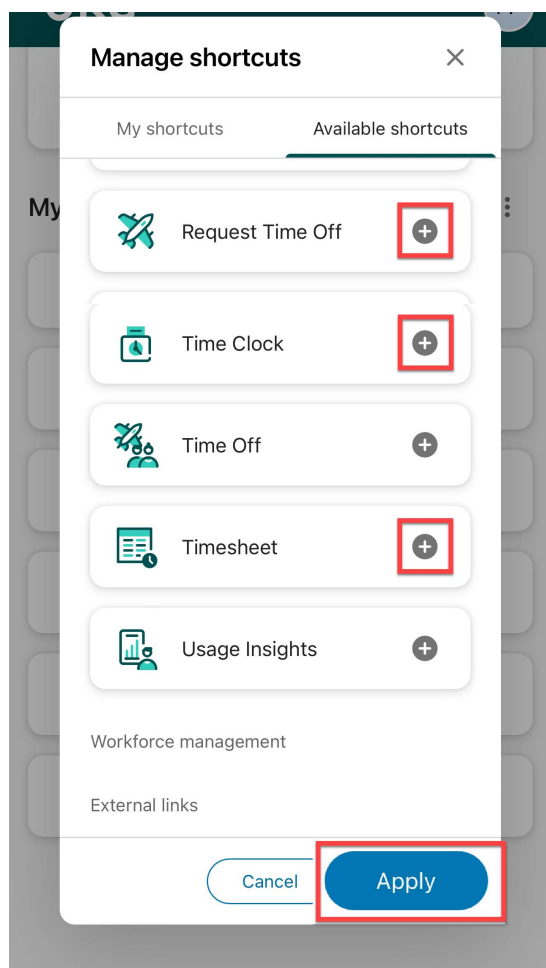 Manage shortcuts
My shortcuts Available shortcuts
My
Request Time Off
Time Clock
Time Off
Timesheet
Usage Insights
Workforce management
External links
Cancel Apply